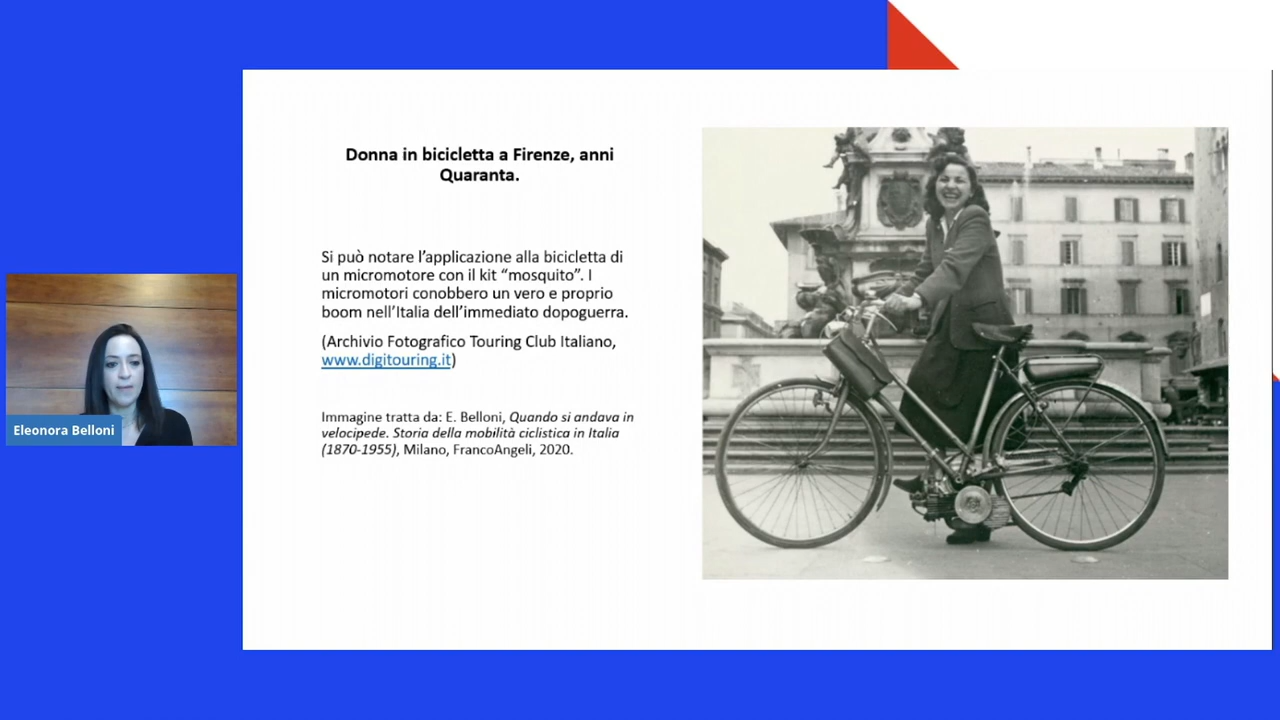 Donna in bicicletta a Firenze, anni
Quaranta.
Si può notare l’applicazione alla bicicletta di
un micromotore con il kit “mosquito”. I
micromotori conobbero un vero e proprio
boom nell’Italia dell’immediato dopoguerra.
(Archivio Fotografico Touring Club Italiano,
www.digitouring.it)
Immagine tratta da: E. Belloni, Quando si andava in
velocipede. Storia della mobilità ciclistica in Italia
(1870-1955), Milano, FrancoAngeli, 2020.
Eleonora Belloni